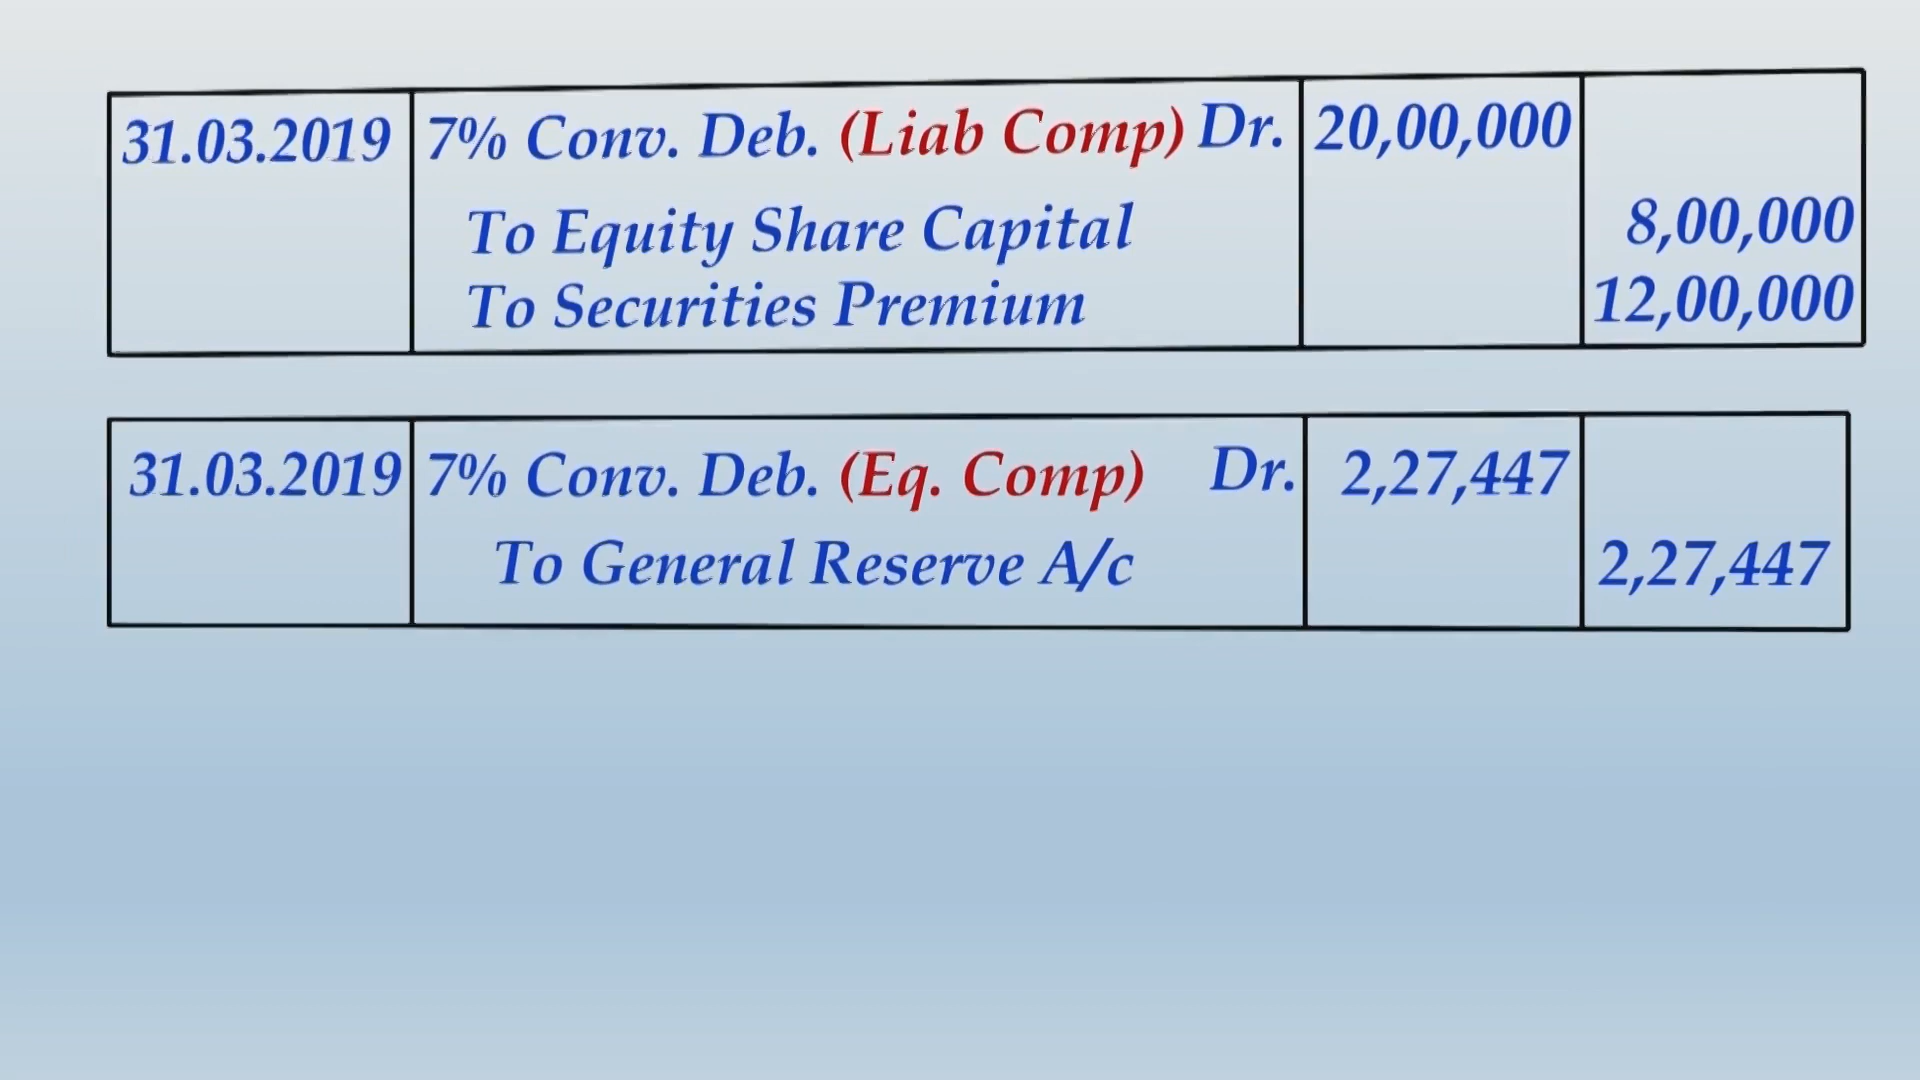 31.03.2019 7% Conv. Deb. (Liab Comp) Dr. 20,00,000
To Equity Share Capital 8,00,000
To Securities Premium 12,00,000
31.03.2019 7% Conv. Deb. (Eq. Comp) Dr. 2,27,447
To General Reserve A/c 2,27,447